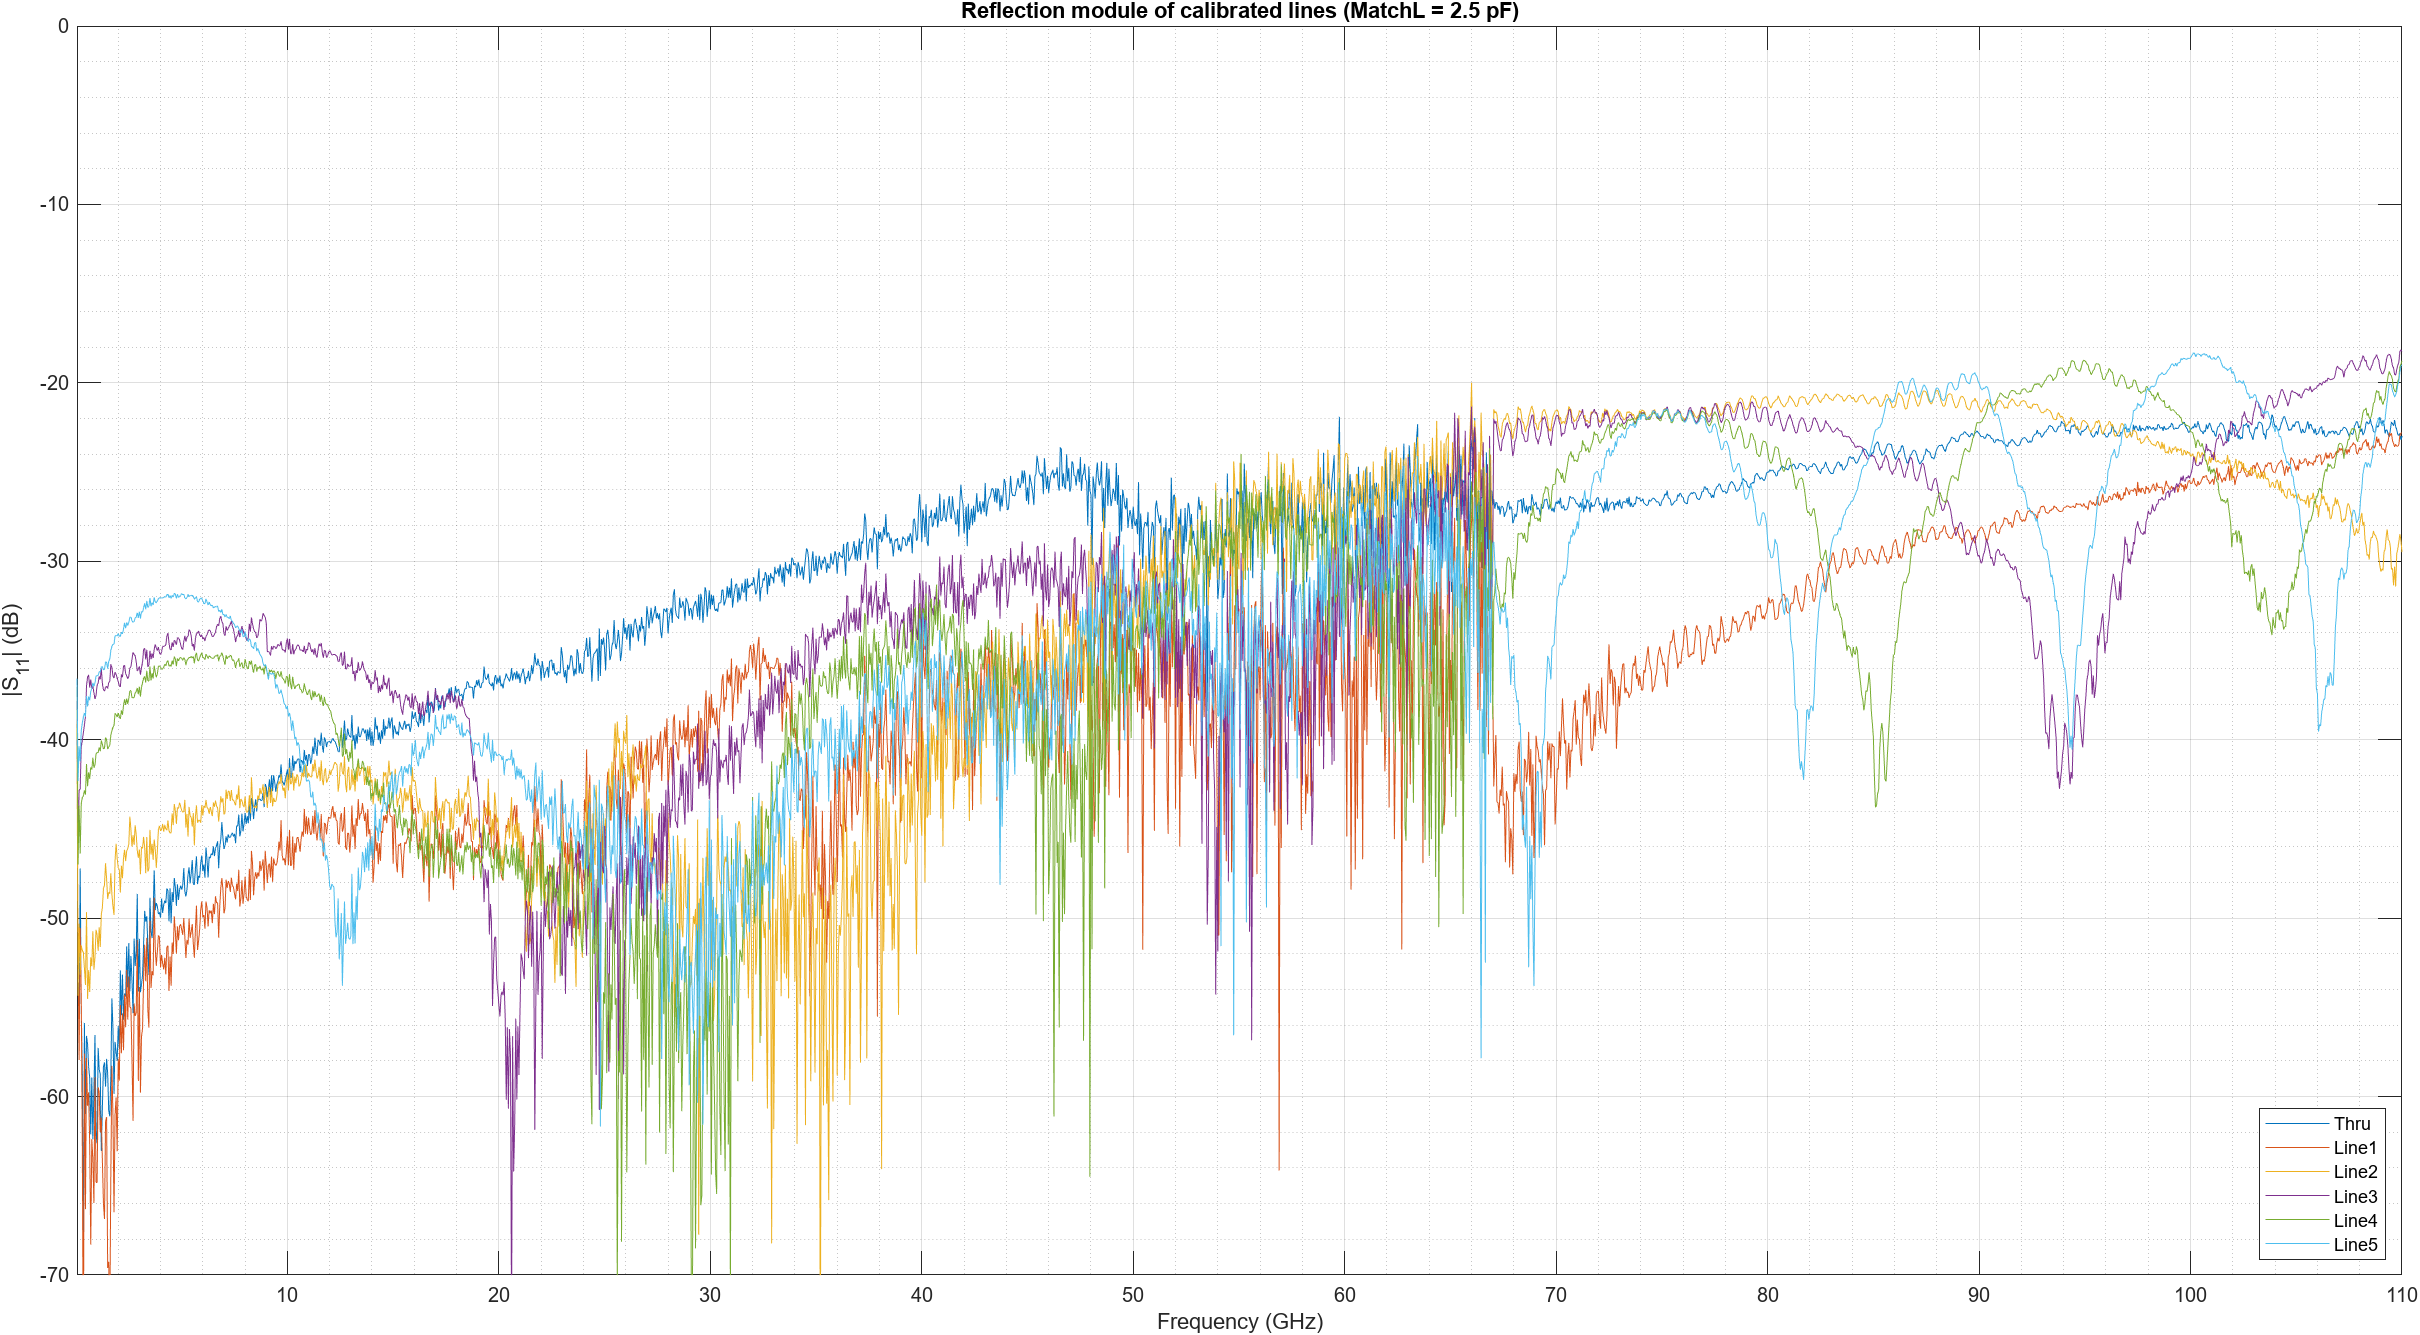 Reflection module of calibrated lines (MatchL = 2.5 pF)
0
-10
-20
-30
-40
-50
-60
-70
|S11| (dB)
10 20 30 40 50 60 70 80 90 100 110
Frequency (GHz)
Thru
Line1
Line2
Line3
Line4
Line5